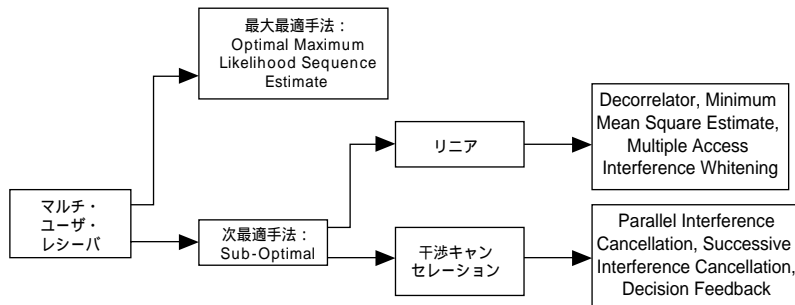 最大最適手法：
Optimal Maximum
Likelihood Sequence
Estimate
Decorrelator, Minimum
Mean Square Estimate,
Multiple Access
Interference Whitening
リニア
マルチ・
ユーザ・
レシーバ
次最適手法：
Sub-Optimal
干渉キャン
セレーション
Parallel Interference
Cancellation, Successive
Interference Cancellation,
Decision Feedback